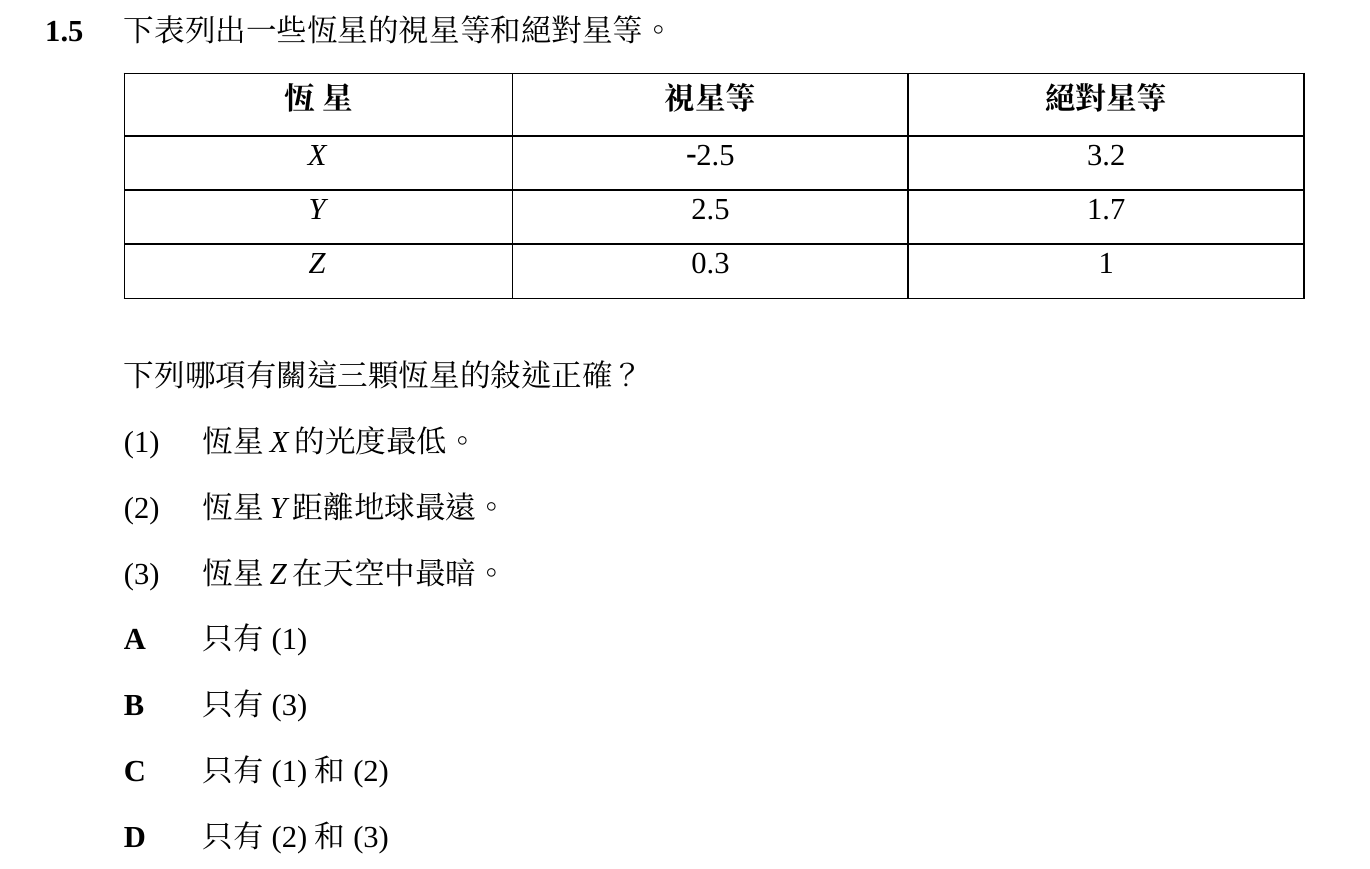 1.5 下表列出一些恆星的視星等和絕對星等。
恆 星 視星等 絕對星等
X -2.5 3.2
Y 2.5 1.7
Z 0.3 1
下列哪項有關這三顆恆星的敍述正確？
(1) 恆星 X 的光度最低。
(2) 恆星 Y 距離地球最遠。
(3) 恆星 Z 在天空中最暗。
A 只有 (1)
B 只有 (3)
C 只有 (1) 和 (2)
D 只有 (2) 和 (3)